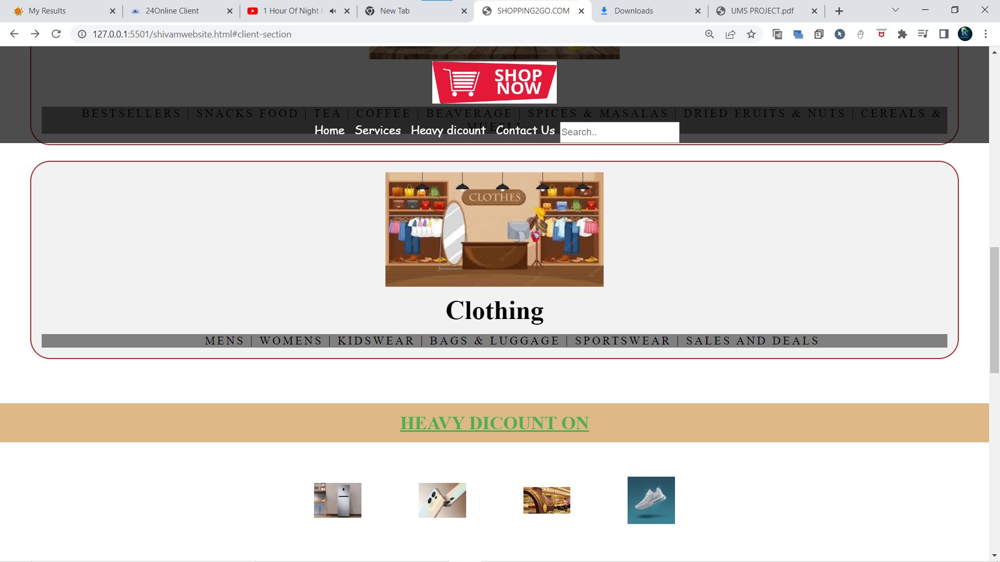 My Results
24Online Client
1 Hour Of Night
New Tab
SHOPPING2GO.COM
Downloads
UMS PROJECT.pdf
127.0.0.1:5501/shivamwebsite.html#client-section
SHOP
NOW
BESTSELLERS | SNACKS FOOD | TEA | COFFEE | BEAVERAGE | SPICES & MASALAS | DRIED FRUITS & NUTS | CEREALS &
MUESLI
Home Services Heavy dicount Contact Us Search..
CLOTHES
Clothing
MENS | WOMENS | KIDSWEAR | BAGS & LUGGAGE | SPORTSWEAR | SALES AND DEALS
HEAVY DICOUNT ON